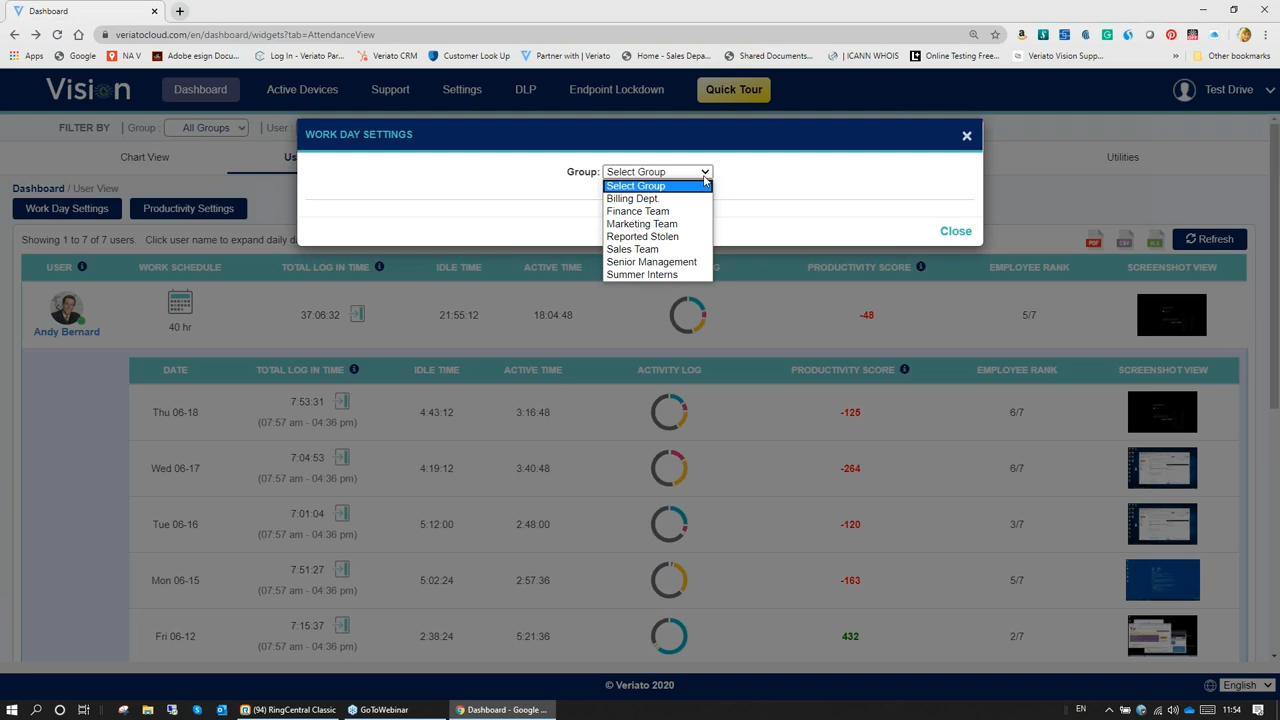 Dashboard
veriatocloud.com/en/dashboard/widgets?tab=AttendanceView
Apps Google NA V Adobe esign Docu... Log In - Veriato Par... Veriato CRM Customer Look Up Partner with | Veriato Home - Sales Depa... Shared Documents... | ICANN WHOIS Online Testing Free... Veriato Vision Supp... » Other bookmarks
Vision Dashboard Active Devices Support Settings DLP Endpoint Lockdown Quick Tour Test Drive
FILTER BY | Group : All Groups | User :
WORK DAY SETTINGS ×
Chart View Us Utilities
Group: Select Group
Select Group
Billing Dept.
Finance Team
Marketing Team
Reported Stolen
Sales Team
Senior Management
Summer Interns
Close
Dashboard / User View
Work Day Settings Productivity Settings
Showing 1 to 7 of 7 users. Click user name to expand daily d
PDF CSV XLS Refresh
USER WORK SCHEDULE TOTAL LOG IN TIME IDLE TIME ACTIVE TIME OG PRODUCTIVITY SCORE EMPLOYEE RANK SCREENSHOT VIEW
Andy Bernard 40 hr 37:06:32 21:55:12 18:04:48 -48 5/7
DATE TOTAL LOG IN TIME IDLE TIME ACTIVE TIME ACTIVITY LOG PRODUCTIVITY SCORE EMPLOYEE RANK SCREENSHOT VIEW
Thu 06-18 7:53:31 4:43:12 3:16:48 -125 6/7
(07:57 am - 04:36 pm)
Wed 06-17 7:04:53 4:19:12 3:40:48 -264 6/7
(07:57 am - 04:36 pm)
Tue 06-16 7:01:04 5:12:00 2:48:00 -120 3/7
(07:57 am - 04:36 pm)
Mon 06-15 7:51:27 5:02:24 2:57:36 -163 5/7
(07:57 am - 04:36 pm)
Fri 06-12 7:15:37 2:38:24 5:21:36 432 2/7
(07:57 am - 04:36 pm)
© Veriato 2020
English
(94) RingCentral Classic GoToWebinar Dashboard - Google ... EN 11:54